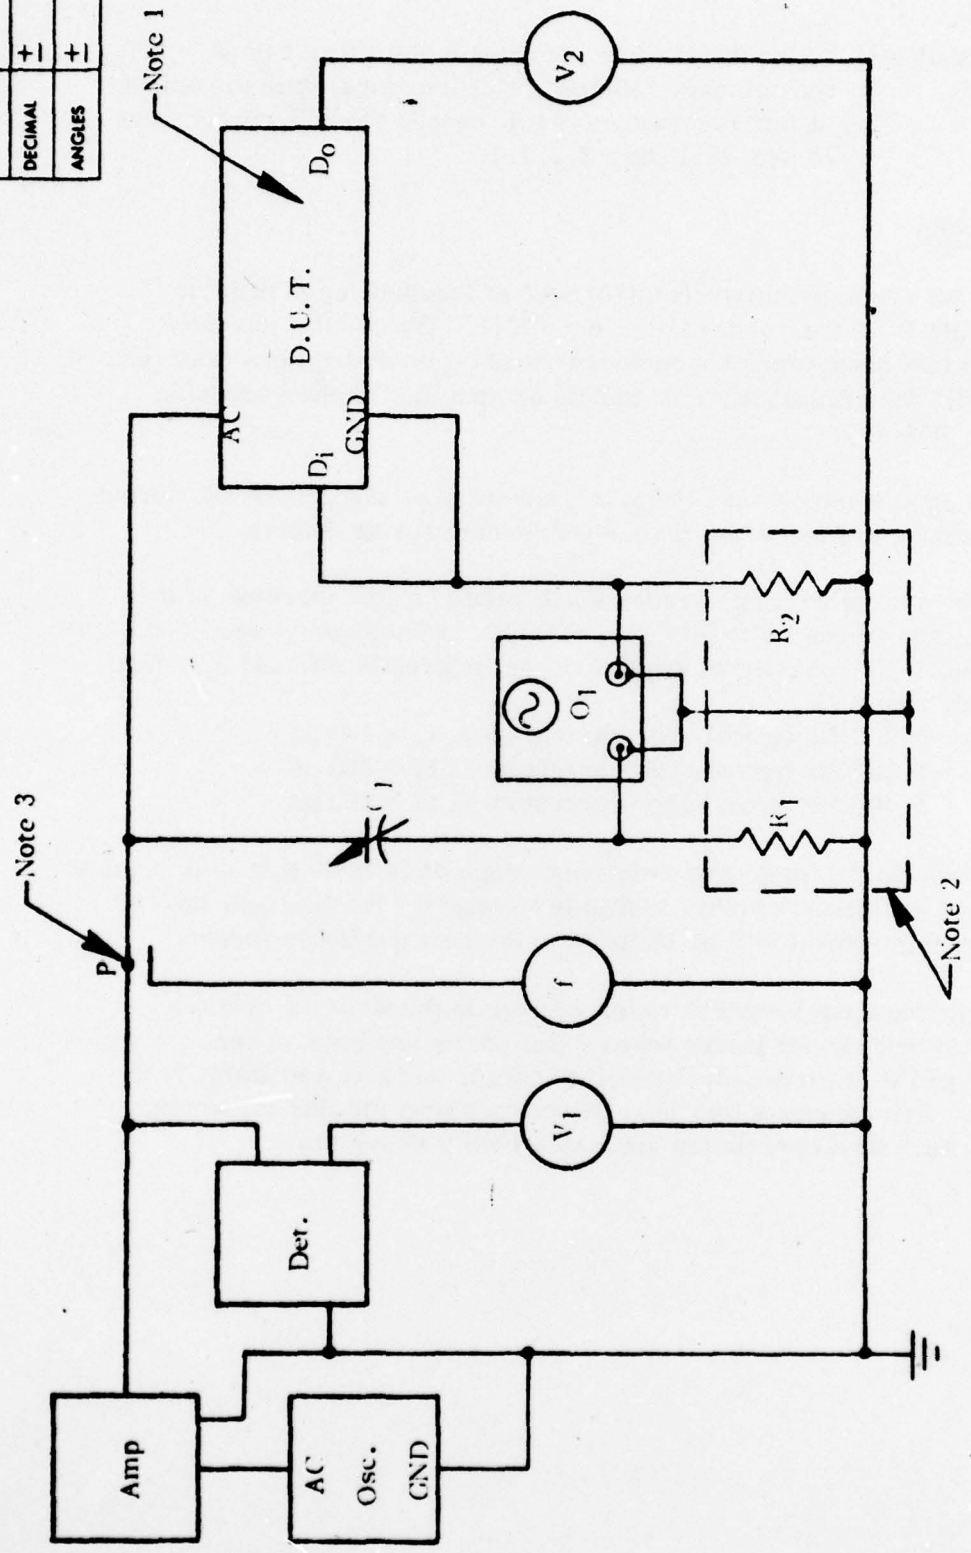 DECIMAL ±
ANGLES ±
Note 1
Note 3
Amp
AC
Osc.
GND
Det.
P
V1
f
C1
O1
R1
R2
AC
D.U.T.
Di
Do
GND
V2
Note 2